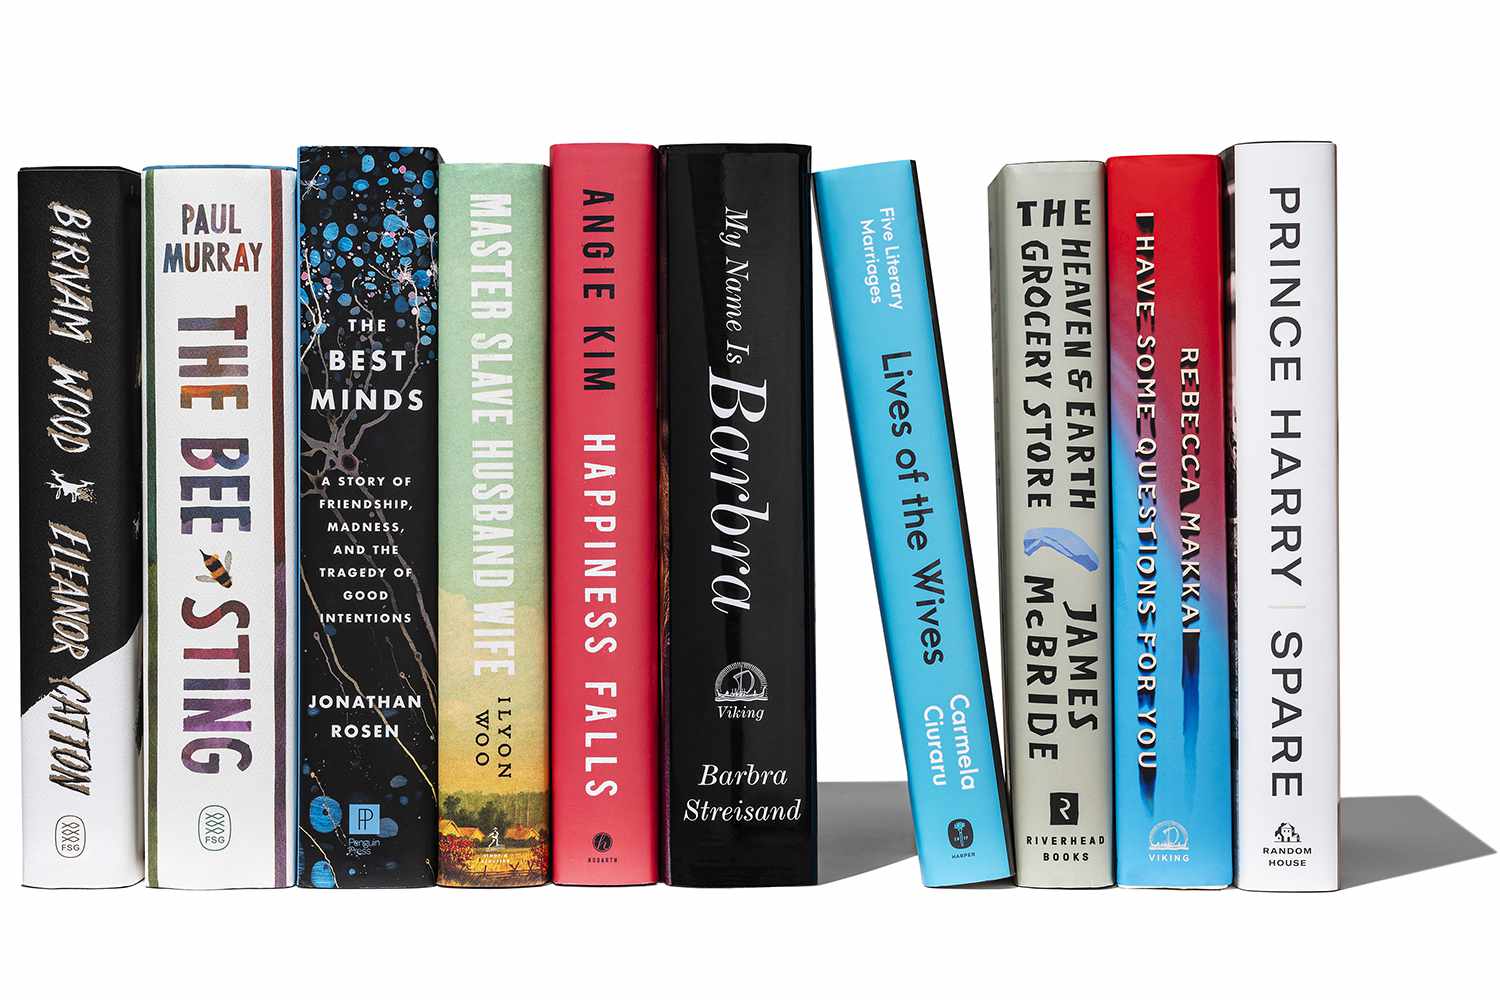 BIRNAM WOOD
ELEANOR CATTON
FSG
PAUL
MURRAY
THE BEE STING
FSG
THE
BEST
MINDS
A STORY OF
FRIENDSHIP,
MADNESS,
AND THE
TRAGEDY OF
GOOD
INTENTIONS
JONATHAN
ROSEN
PP
Penguin
Press
MASTER SLAVE HUSBAND WIFE
ILYON
WOO
ANGIE KIM
HAPPINESS FALLS
h
HOGARTH
My Name Is
Barbra
Viking
Barbra
Streisand
Five Literary
Marriages
Lives of the Wives
Carmela
Ciuraru
HARPER
THE HEAVEN & EARTH
GROCERY STORE
JAMES
McBRIDE
R
RIVERHEAD
BOOKS
I HAVE SOME QUESTIONS FOR YOU
REBECCA MAKKAI
VIKING
PRINCE HARRY | SPARE
RANDOM
HOUSE